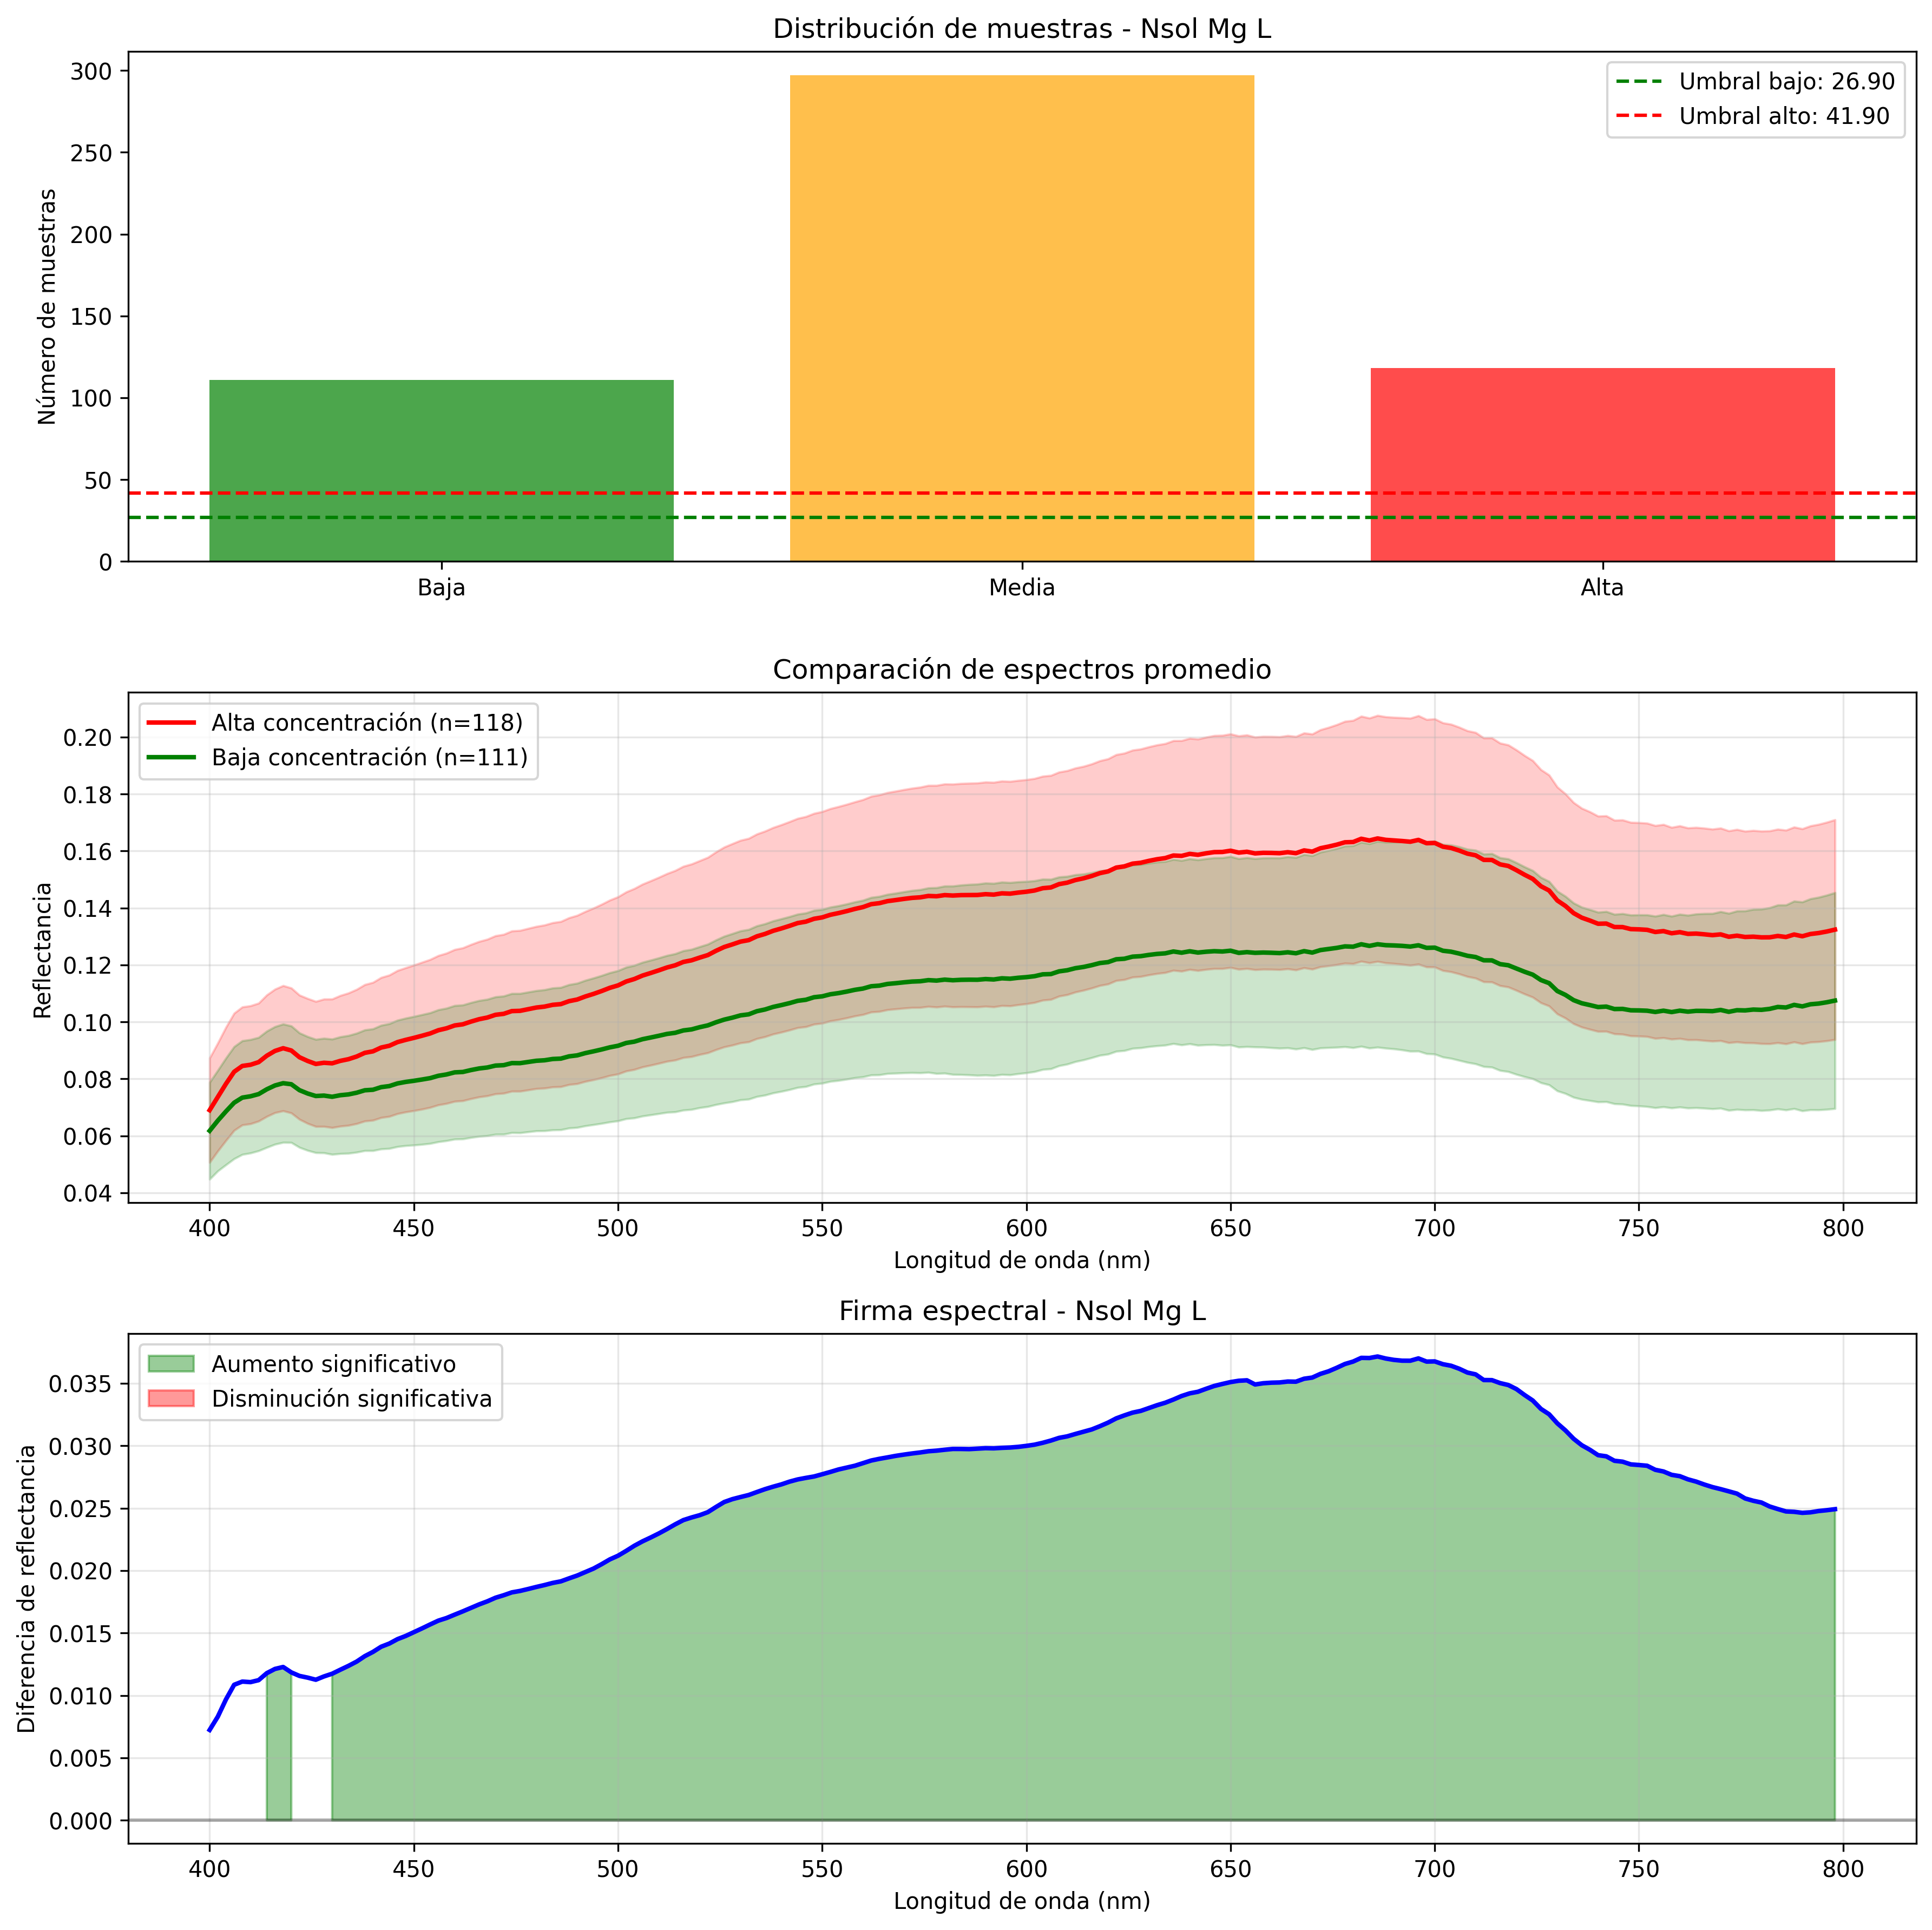 Distribución de muestras - Nsol Mg L
Número de muestras
300
250
200
150
100
50
0
Umbral bajo: 26.90
Umbral alto: 41.90
Baja Media Alta
Comparación de espectros promedio
Reflectancia
0.20
0.18
0.16
0.14
0.12
0.10
0.08
0.06
0.04
Alta concentración (n=118)
Baja concentración (n=111)
400 450 500 550 600 650 700 750 800
Longitud de onda (nm)
Firma espectral - Nsol Mg L
Diferencia de reflectancia
0.035
0.030
0.025
0.020
0.015
0.010
0.005
0.000
Aumento significativo
Disminución significativa
400 450 500 550 600 650 700 750 800
Longitud de onda (nm)